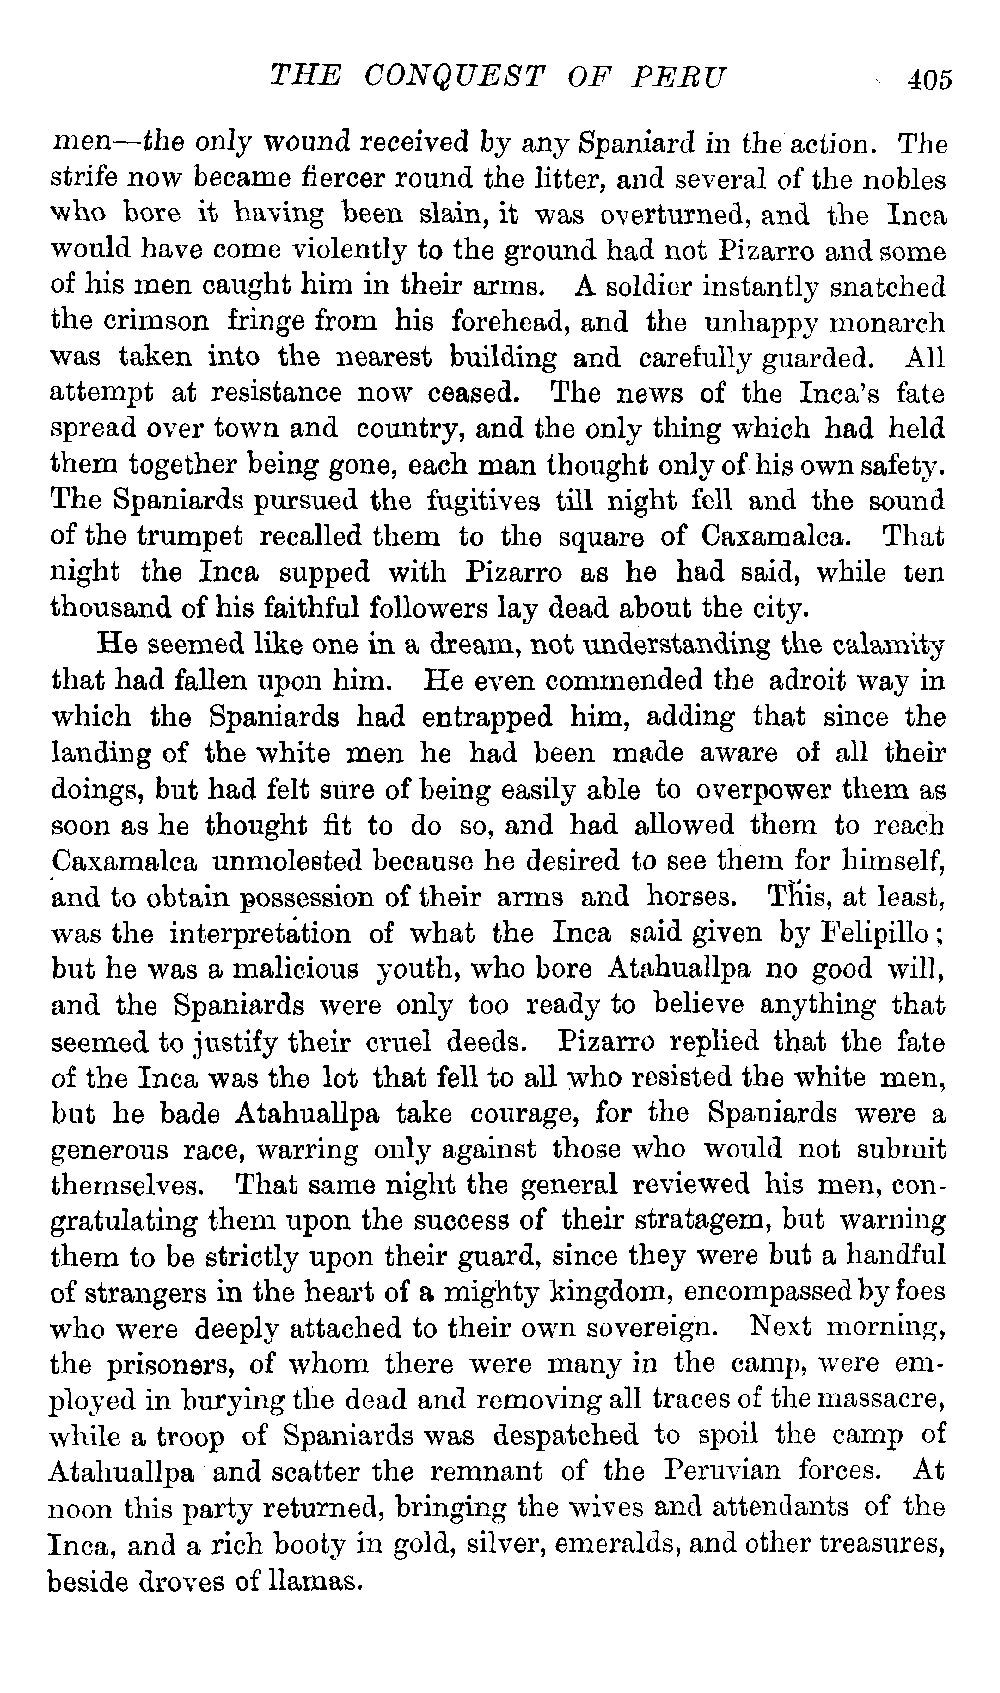 THE CONQUEST OF PERU 405
men—the only wound received by any Spaniard in the action. The
strife now became fiercer round the litter, and several of the nobles
who bore it having been slain, it was overturned, and the Inca
would have come violently to the ground had not Pizarro and some
of his men caught him in their arms. A soldier instantly snatched
the crimson fringe from his forehead, and the unhappy monarch
was taken into the nearest building and carefully guarded. All
attempt at resistance now ceased. The news of the Inca's fate
spread over town and country, and the only thing which had held
them together being gone, each man thought only of his own safety.
The Spaniards pursued the fugitives till night fell and the sound
of the trumpet recalled them to the square of Caxamalca. That
night the Inca supped with Pizarro as he had said, while ten
thousand of his faithful followers lay dead about the city.
He seemed like one in a dream, not understanding the calamity
that had fallen upon him. He even commended the adroit way in
which the Spaniards had entrapped him, adding that since the
landing of the white men he had been made aware of all their
doings, but had felt sure of being easily able to overpower them as
soon as he thought fit to do so, and had allowed them to reach
Caxamalca unmolested because he desired to see them for himself,
and to obtain possession of their arms and horses. This, at least,
was the interpretation of what the Inca said given by Felipillo;
but he was a malicious youth, who bore Atahuallpa no good will,
and the Spaniards were only too ready to believe anything that
seemed to justify their cruel deeds. Pizarro replied that the fate
of the Inca was the lot that fell to all who resisted the white men,
but he bade Atahuallpa take courage, for the Spaniards were a
generous race, warring only against those who would not submit
themselves. That same night the general reviewed his men, con-
gratulating them upon the success of their stratagem, but warning
them to be strictly upon their guard, since they were but a handful
of strangers in the heart of a mighty kingdom, encompassed by foes
who were deeply attached to their own sovereign. Next morning,
the prisoners, of whom there were many in the camp, were em-
ployed in burying the dead and removing all traces of the massacre,
while a troop of Spaniards was despatched to spoil the camp of
Atahuallpa and scatter the remnant of the Peruvian forces. At
noon this party returned, bringing the wives and attendants of the
Inca, and a rich booty in gold, silver, emeralds, and other treasures,
beside droves of llamas.